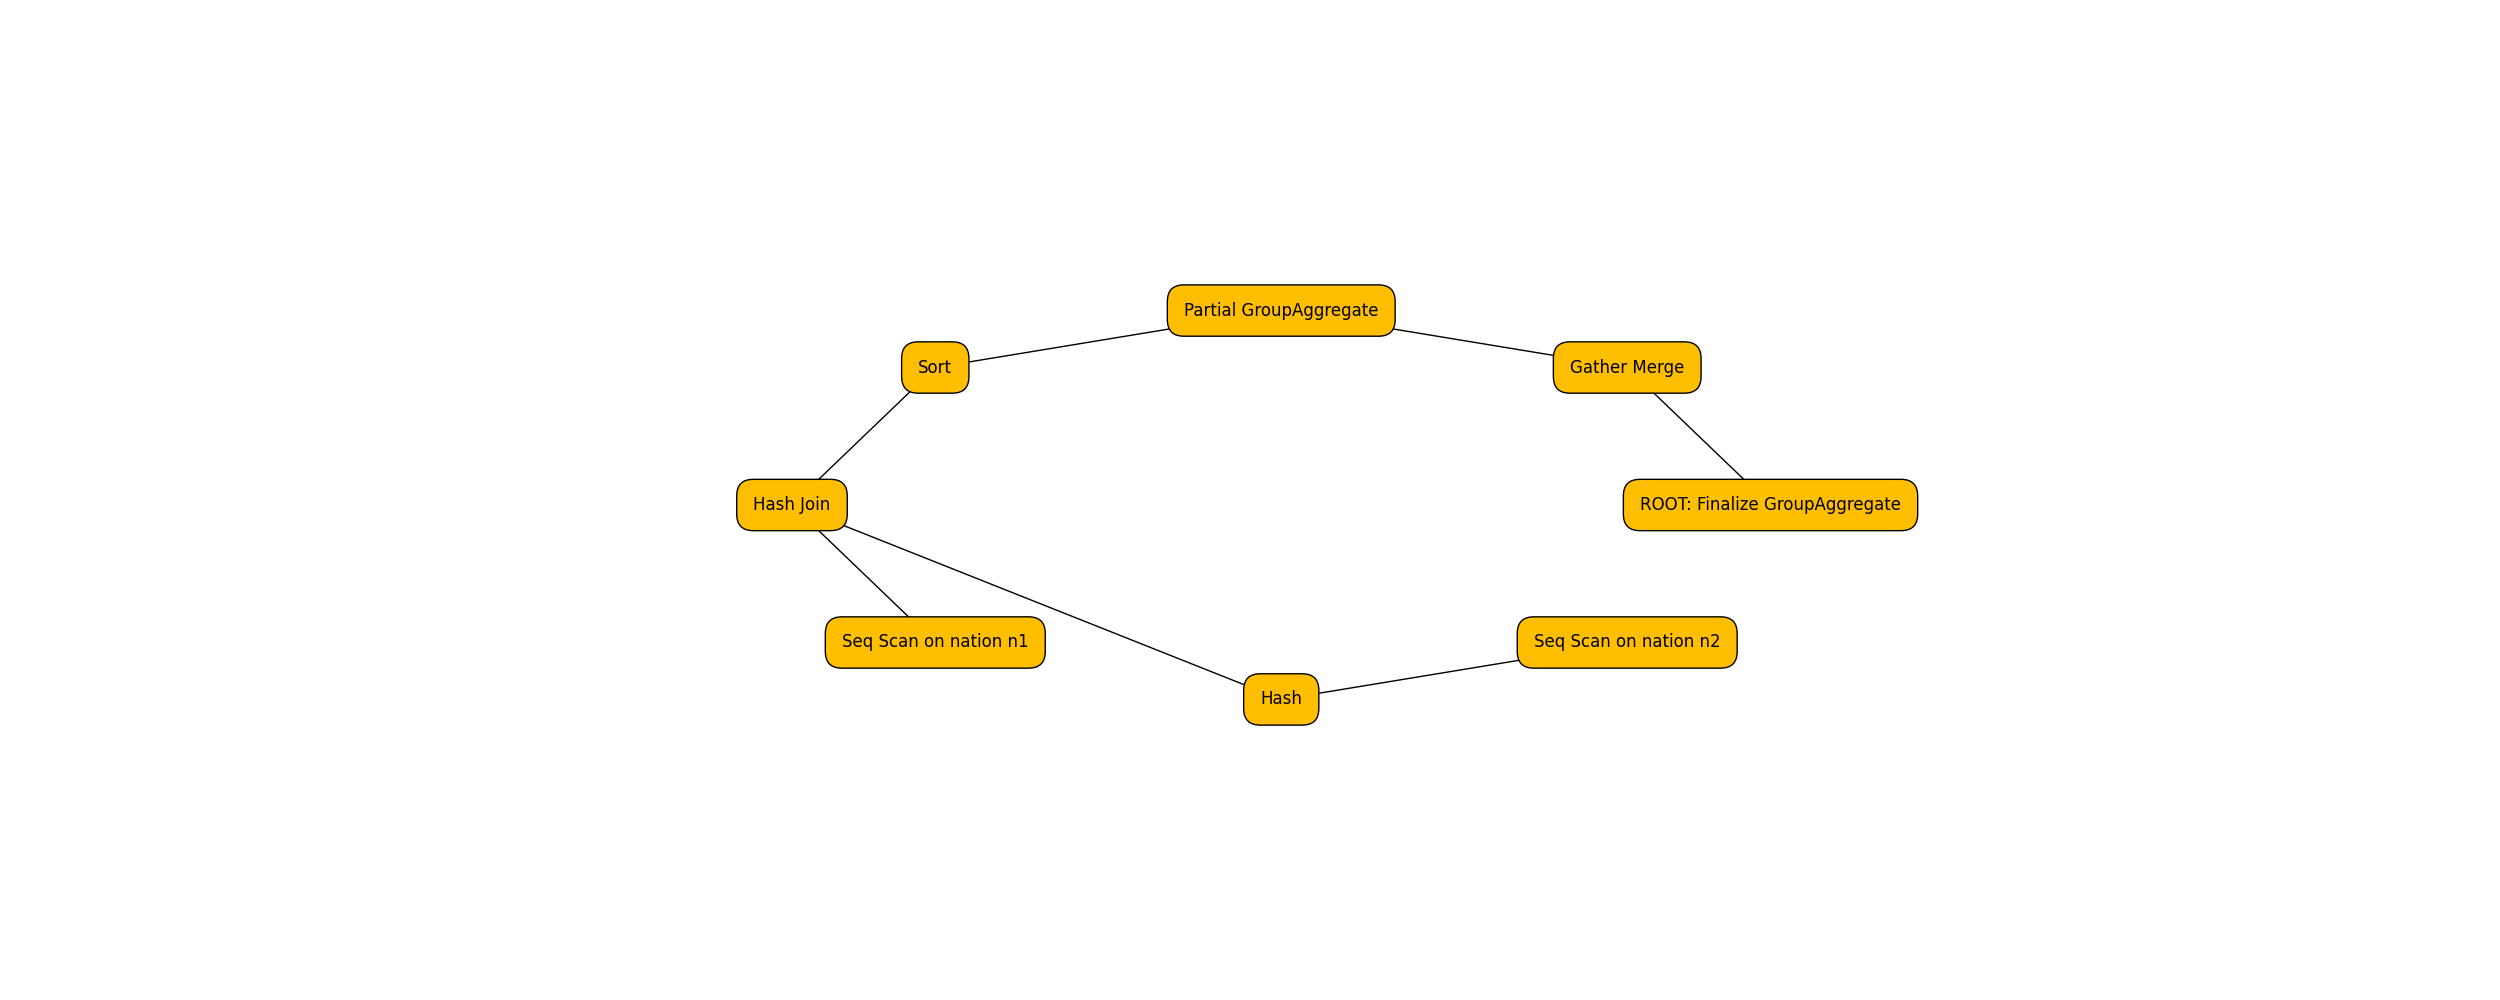 Partial GroupAggregate
Sort
Gather Merge
Hash Join
ROOT: Finalize GroupAggregate
Seq Scan on nation n1
Seq Scan on nation n2
Hash